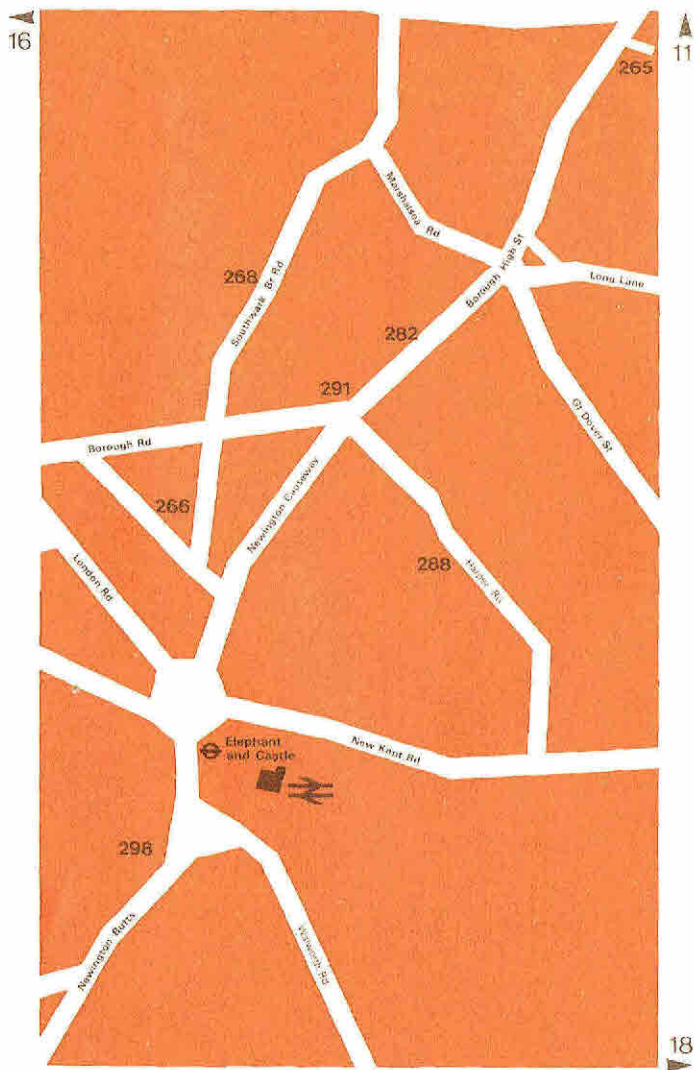 16
11
265
Marshalsea Rd
268
Southwark Br Rd
Borough High St
Long Lane
282
291
Gt Dover St
Borough Rd
Newington Causeway
266
288
Harper Rd
London Rd
Elephant
and Castle
New Kent Rd
298
Newington Butts
Walworth Rd
18